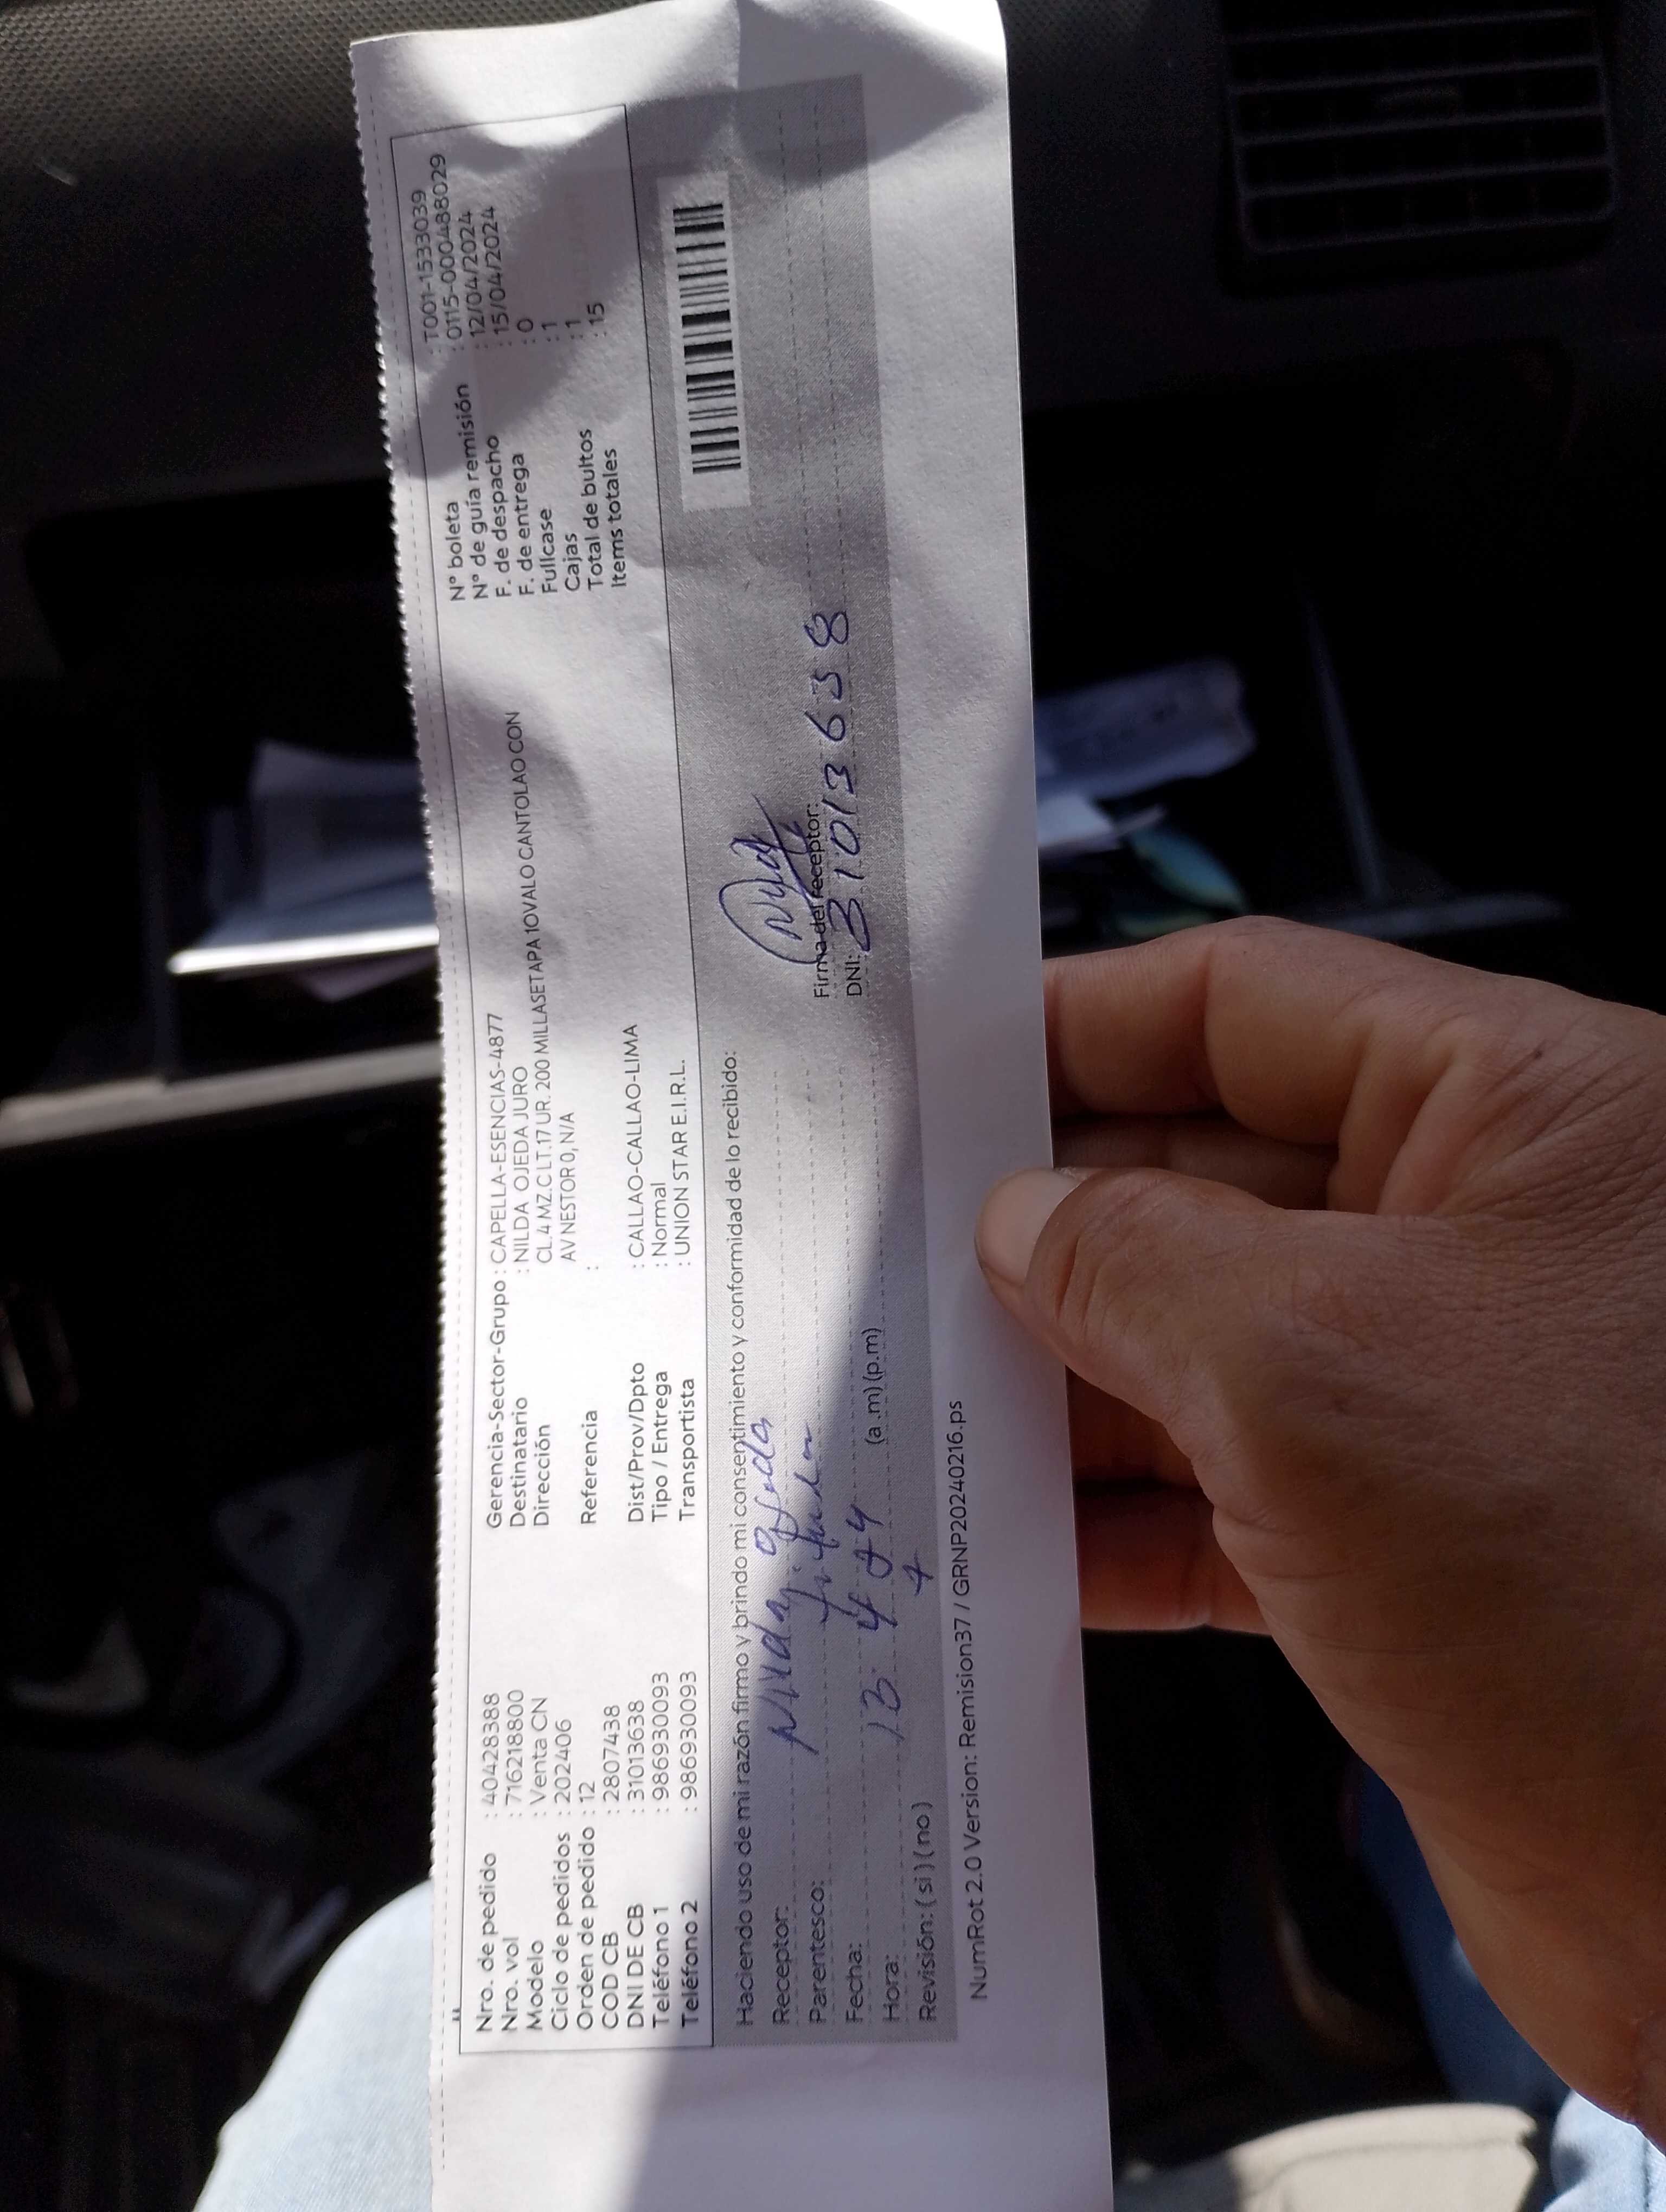 Nro. de pedido : 40428388
Nro. vol : 716218800
Modelo : Venta CN
Ciclo de pedidos : 202406
Orden de pedido : 12
COD CB : 2807438
DNI DE CB : 31013638
Teléfono 1 : 986930093
Teléfono 2 : 986930093
Gerencia-Sector-Grupo : CAPELLA-ESENCIAS-4877
Destinatario : NILDA OJEDA JURO
Dirección CL.4 MZ.C LT.17 UR. 200 MILLASETAPA 1OVALO CANTOLAO CON
AV NESTOR 0, N/A
Referencia :
Dist/Prov/Dpto : CALLAO-CALLAO-LIMA
Tipo / Entrega : Normal
Transportista : UNION STAR E.I.R.L.
N° boleta : T001-1533039
N° de guía remisión : 0115-0000488029
F. de despacho : 12/04/2024
F. de entrega : 15/04/2024
Fullcase : 0
Cajas : 1
Total de bultos : 1
Items totales : 15
Haciendo uso de mi razón firmo y brindo mi consentimiento y conformidad de lo recibido:
Receptor: Nilda Ojeda
Parentesco:
Fecha:
Hora: (a.m) (p.m)
Revisión: ( si ) ( no )
Firma del receptor:
DNI: 31013638
NumRot 2.0 Version: Remision37 / GRNP20240216.ps